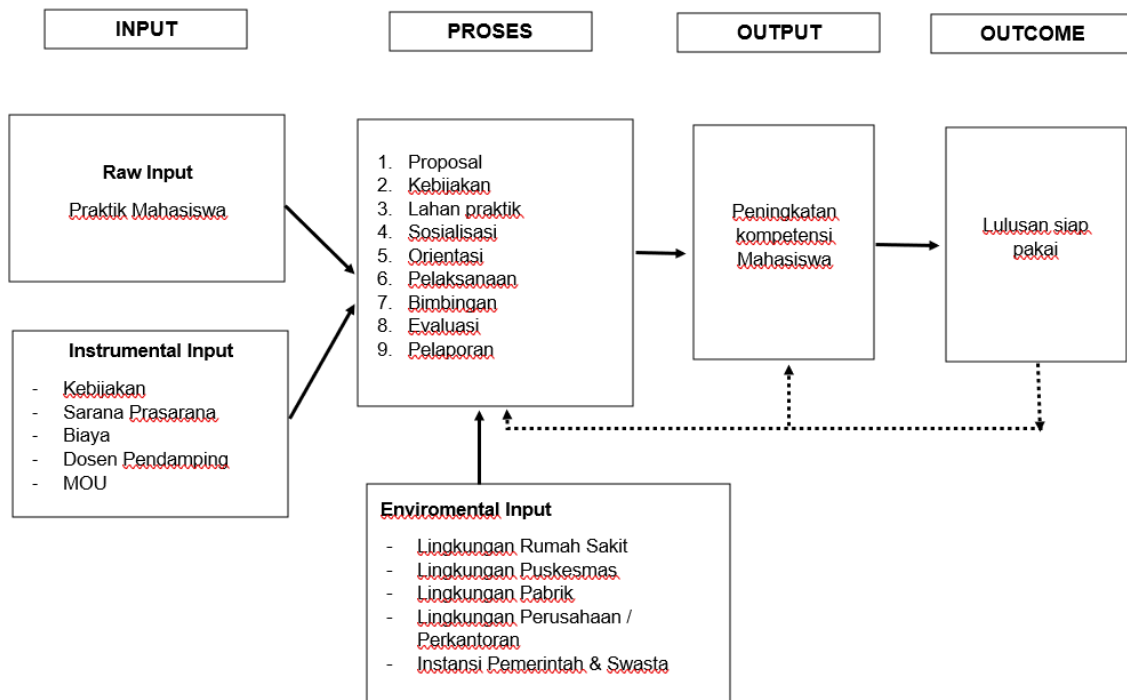 INPUT
PROSES
OUTPUT
OUTCOME
Raw Input
Praktik Mahasiswa
Instrumental Input
- Kebijakan
- Sarana Prasarana
- Biaya
- Dosen Pendamping
- MOU
1. Proposal
2. Kebijakan
3. Lahan praktik
4. Sosialisasi
5. Orientasi
6. Pelaksanaan
7. Bimbingan
8. Evaluasi
9. Pelaporan
Peningkatan
kompetensi
Mahasiswa
Lulusan siap
pakai
Enviromental Input
- Lingkungan Rumah Sakit
- Lingkungan Puskesmas
- Lingkungan Pabrik
- Lingkungan Perusahaan /
Perkantoran
- Instansi Pemerintah & Swasta